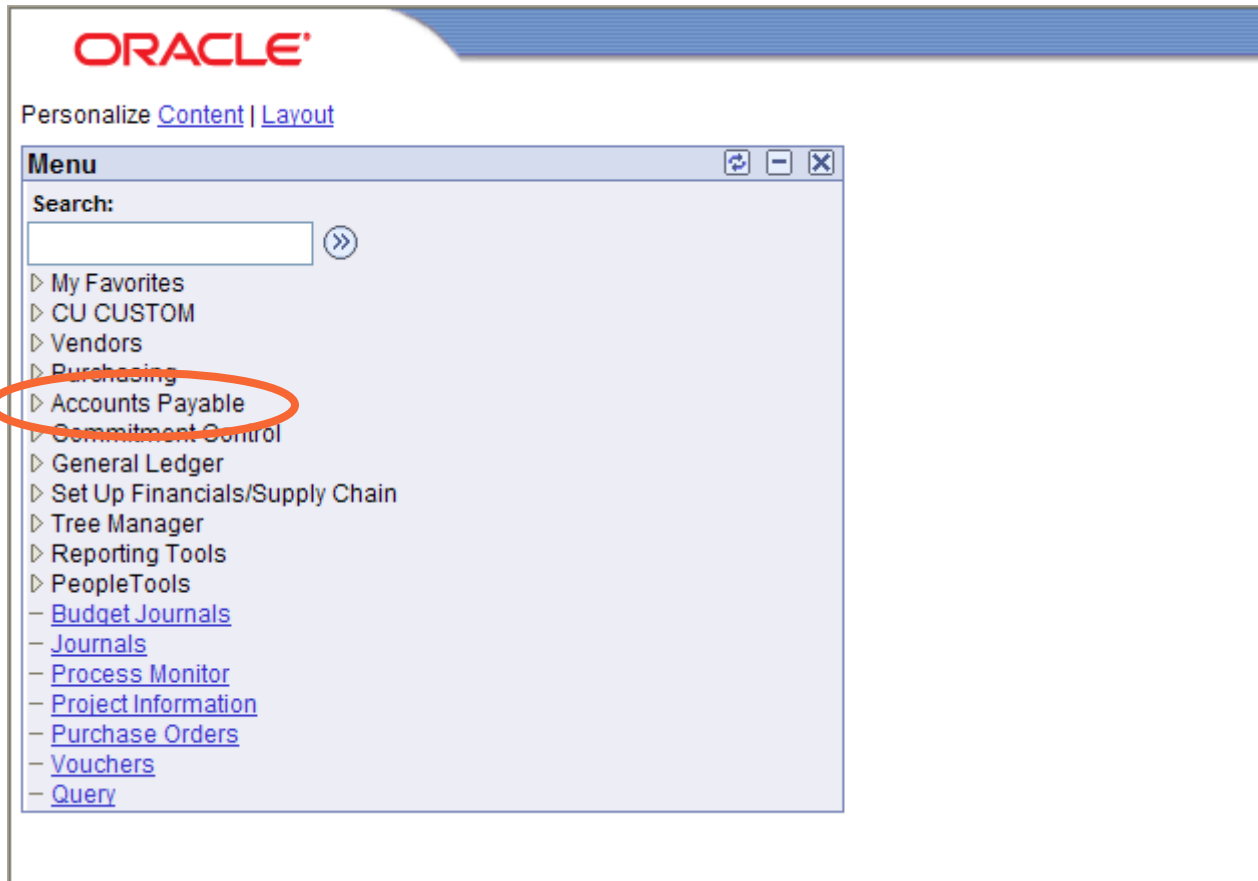 ORACLE
Personalize Content | Layout
Menu
Search:
My Favorites
CU CUSTOM
Vendors
Purchasing
Accounts Payable
Commitment Control
General Ledger
Set Up Financials/Supply Chain
Tree Manager
Reporting Tools
PeopleTools
Budget Journals
Journals
Process Monitor
Project Information
Purchase Orders
Vouchers
Query